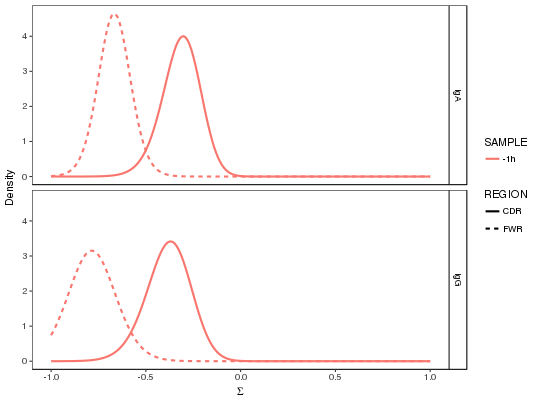 4
3
2
1
0
IgA
4
3
2
1
0
IgG
Density
-1.0 -0.5 0.0 0.5 1.0
Σ
SAMPLE
-1h
REGION
CDR
FWR